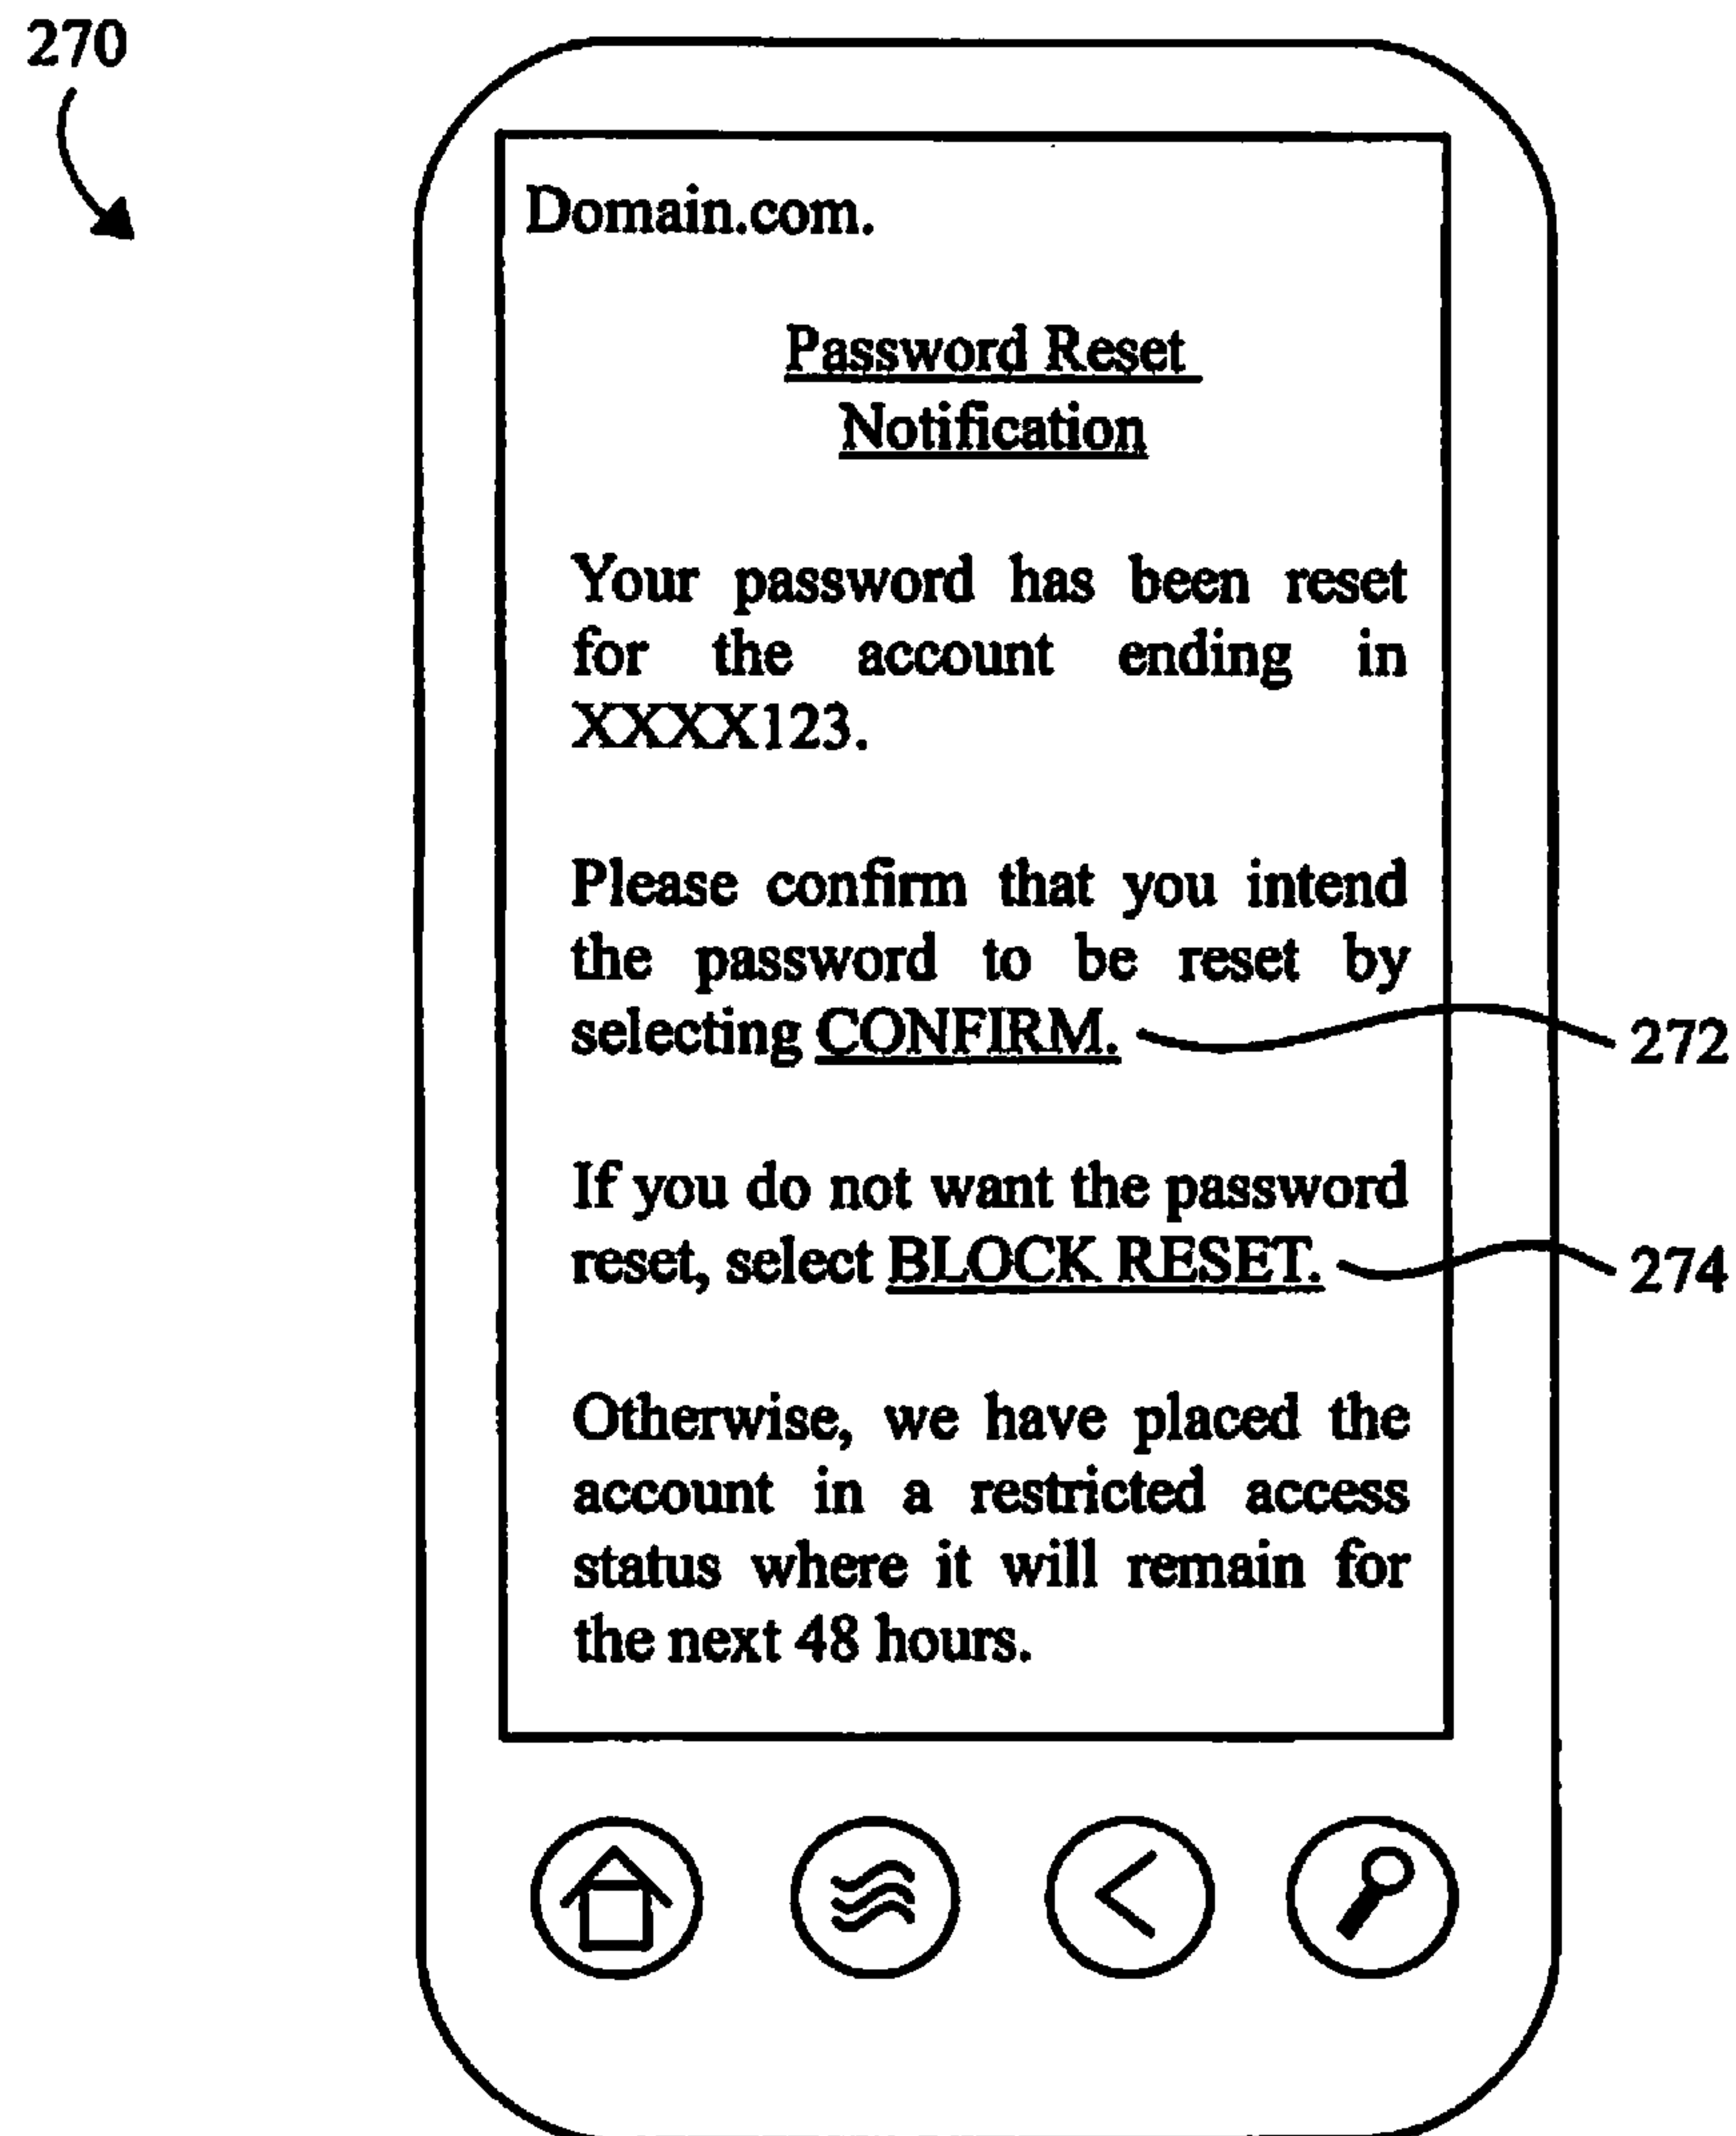 270
Domain.com.
Password Reset
Notification
Your password has been reset
for the account ending in
XXXX123.
Please confirm that you intend
the password to be reset by
selecting CONFIRM.
272
If you do not want the password
reset, select BLOCK RESET.
274
Otherwise, we have placed the
account in a restricted access
status where it will remain for
the next 48 hours.